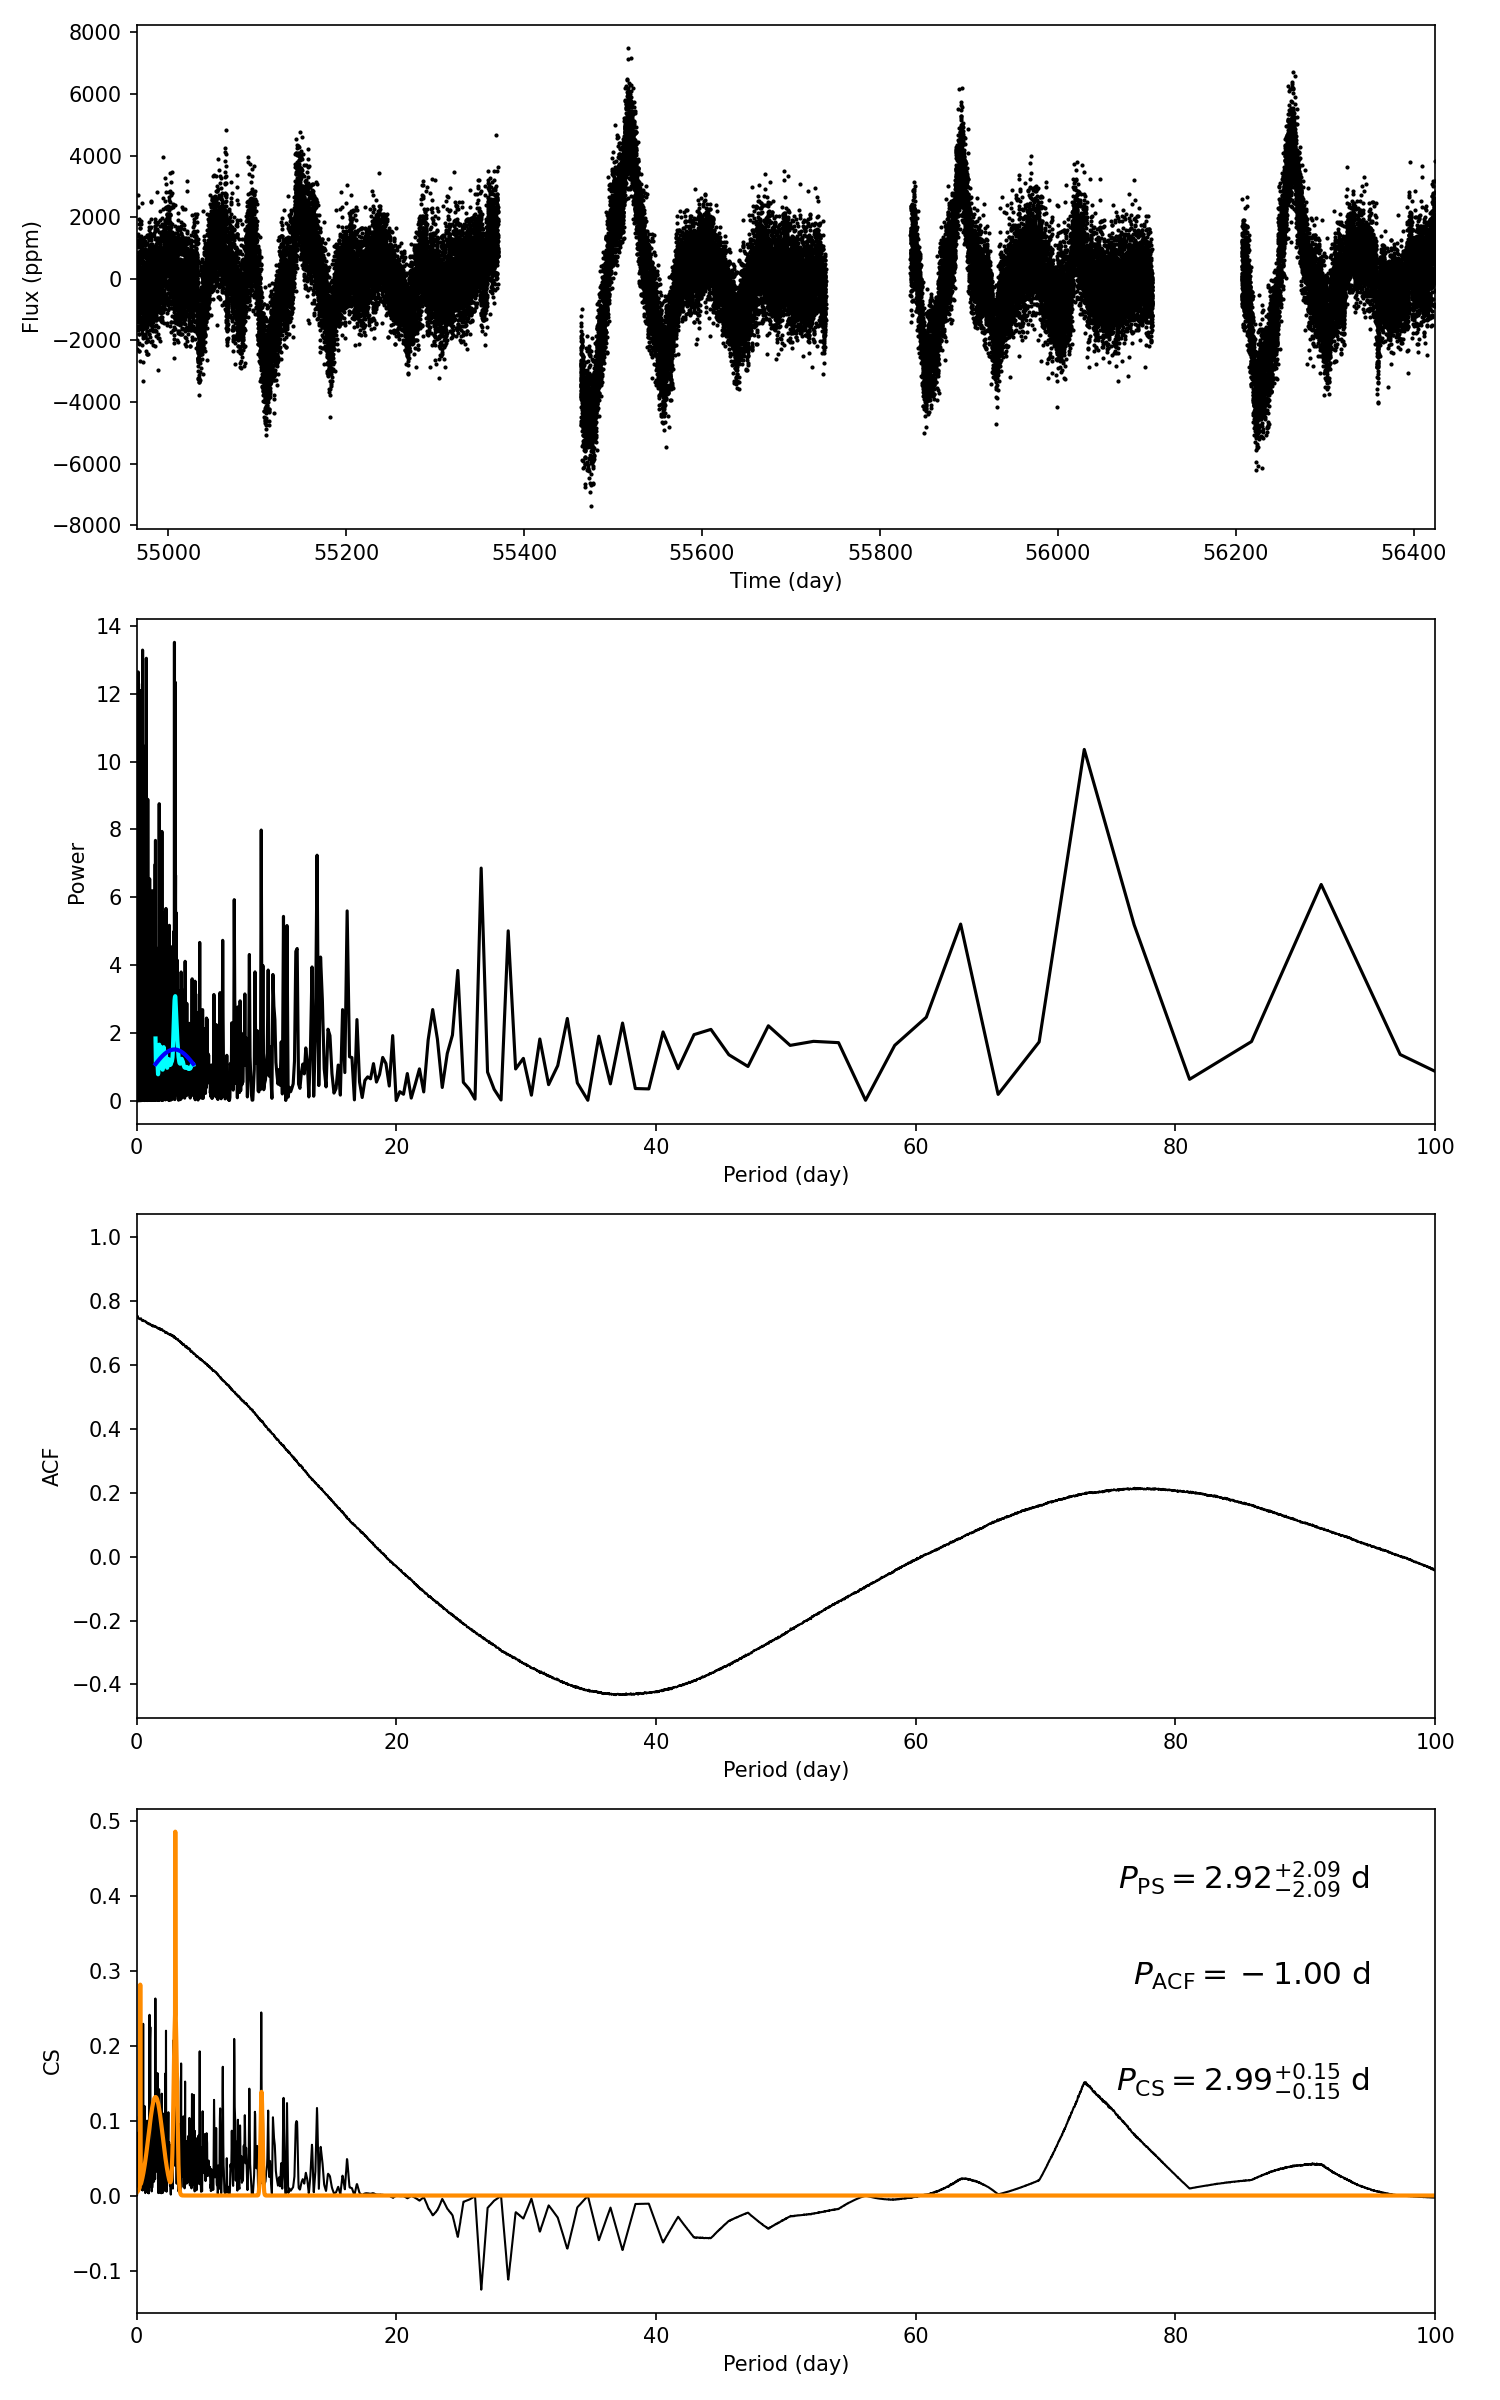 8000
6000
4000
2000
0
−2000
−4000
−6000
−8000
Flux (ppm)
55000 55200 55400 55600 55800 56000 56200 56400
Time (day)
14
12
10
8
6
4
2
0
Power
0 20 40 60 80 100
Period (day)
1.0
0.8
0.6
0.4
0.2
0.0
−0.2
−0.4
ACF
0 20 40 60 80 100
Period (day)
0.5
0.4
0.3
0.2
0.1
0.0
−0.1
CS
P_PS = 2.92 +2.09 −2.09 d
P_ACF = −1.00 d
P_CS = 2.99 +0.15 −0.15 d
0 20 40 60 80 100
Period (day)